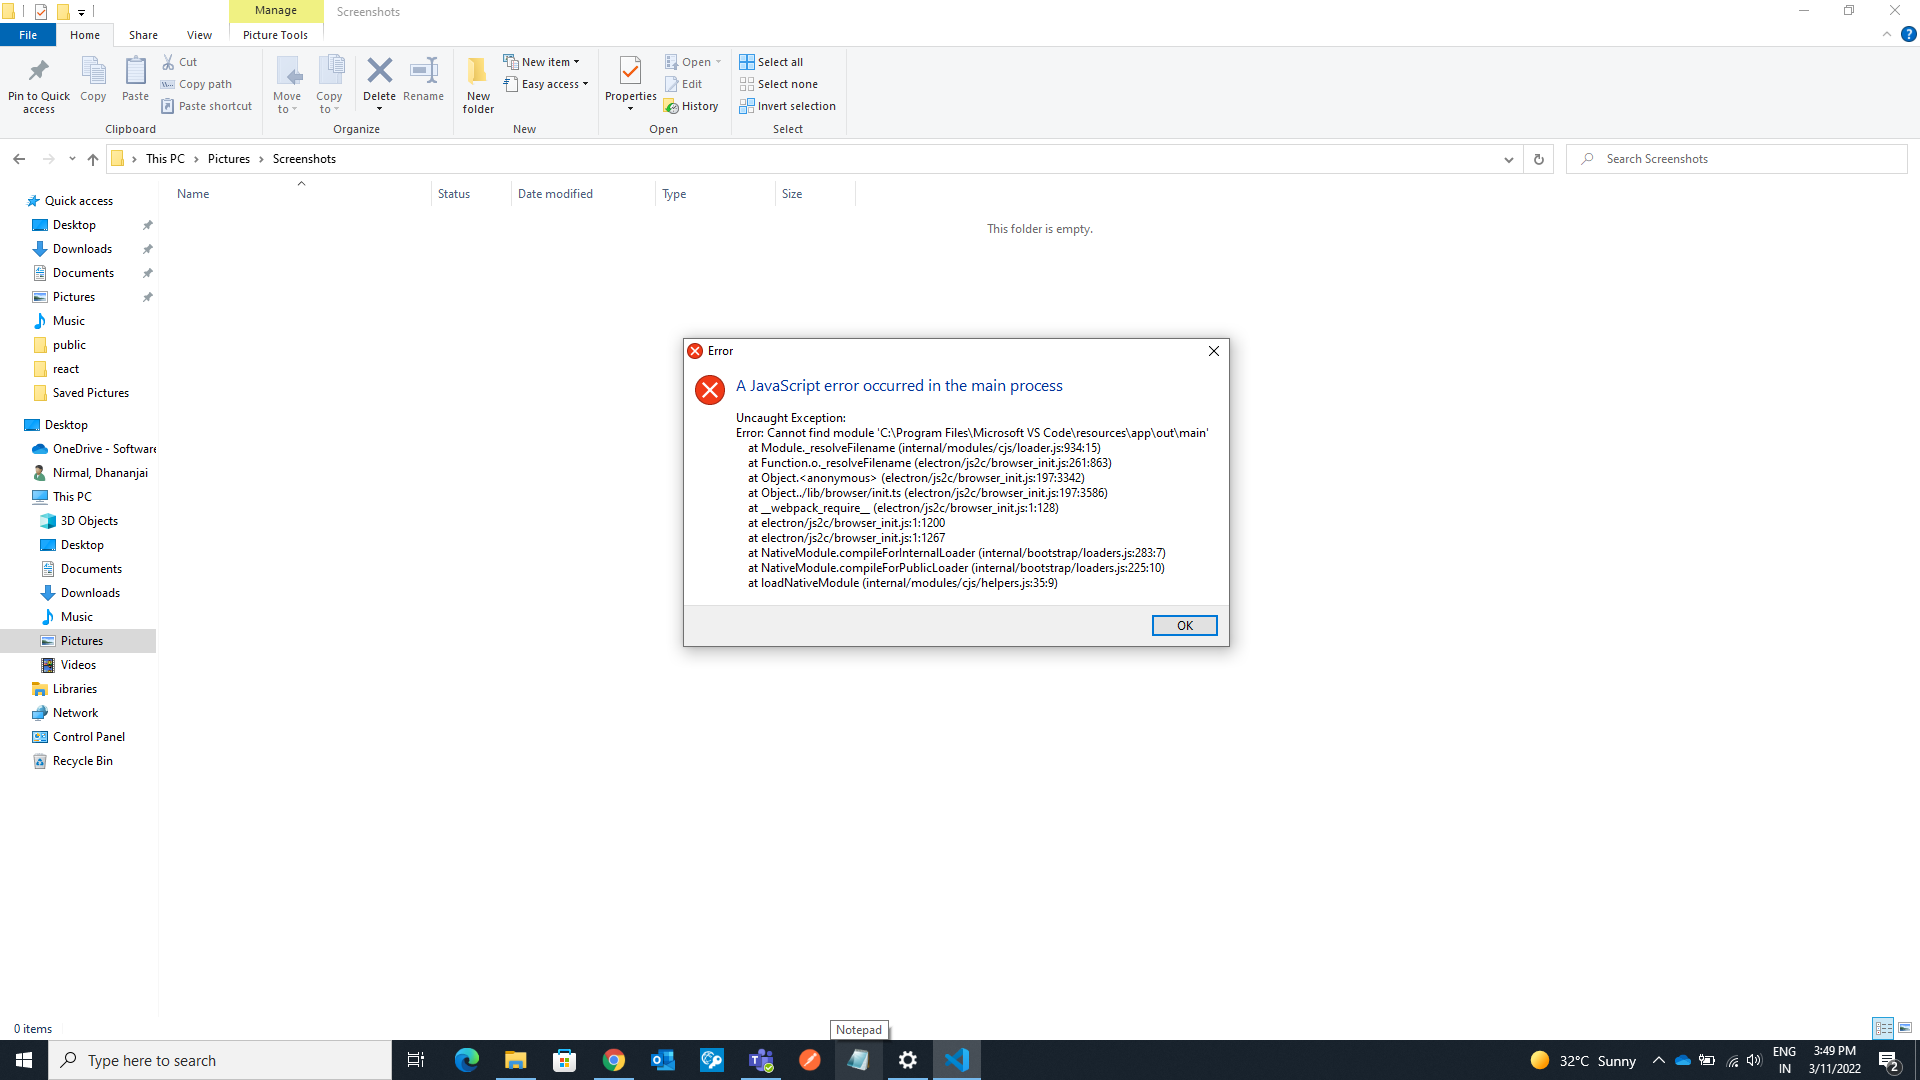 Manage
Screenshots
File
Home
Share
View
Picture Tools
Pin to Quick access
Copy
Paste
Cut
Copy path
Paste shortcut
Clipboard
Move to
Copy to
Delete
Rename
Organize
New folder
New item
Easy access
New
Properties
Open
Edit
History
Open
Select all
Select none
Invert selection
Select
This PC > Pictures > Screenshots
Search Screenshots
Name
Status
Date modified
Type
Size
This folder is empty.
Quick access
Desktop
Downloads
Documents
Pictures
Music
public
react
Saved Pictures
Desktop
OneDrive - Software
Nirmal, Dhananjai
This PC
3D Objects
Desktop
Documents
Downloads
Music
Pictures
Videos
Libraries
Network
Control Panel
Recycle Bin
Error
A JavaScript error occurred in the main process
Uncaught Exception:
Error: Cannot find module 'C:\Program Files\Microsoft VS Code\resources\app\out\main'
at Module._resolveFilename (internal/modules/cjs/loader.js:934:15)
at Function.o._resolveFilename (electron/js2c/browser_init.js:261:863)
at Object.<anonymous> (electron/js2c/browser_init.js:197:3342)
at Object../lib/browser/init.ts (electron/js2c/browser_init.js:197:3586)
at __webpack_require__ (electron/js2c/browser_init.js:1:128)
at electron/js2c/browser_init.js:1:1200
at electron/js2c/browser_init.js:1:1267
at NativeModule.compileForInternalLoader (internal/bootstrap/loaders.js:283:7)
at NativeModule.compileForPublicLoader (internal/bootstrap/loaders.js:225:10)
at loadNativeModule (internal/modules/cjs/helpers.js:35:9)
OK
0 items
Notepad
Type here to search
32°C Sunny
ENG
IN
3:49 PM
3/11/2022
2